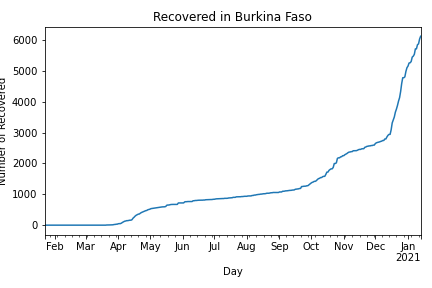 Recovered in Burkina Faso
Number of Recovered
6000
5000
4000
3000
2000
1000
0
Feb Mar Apr May Jun Jul Aug Sep Oct Nov Dec Jan
2021
Day